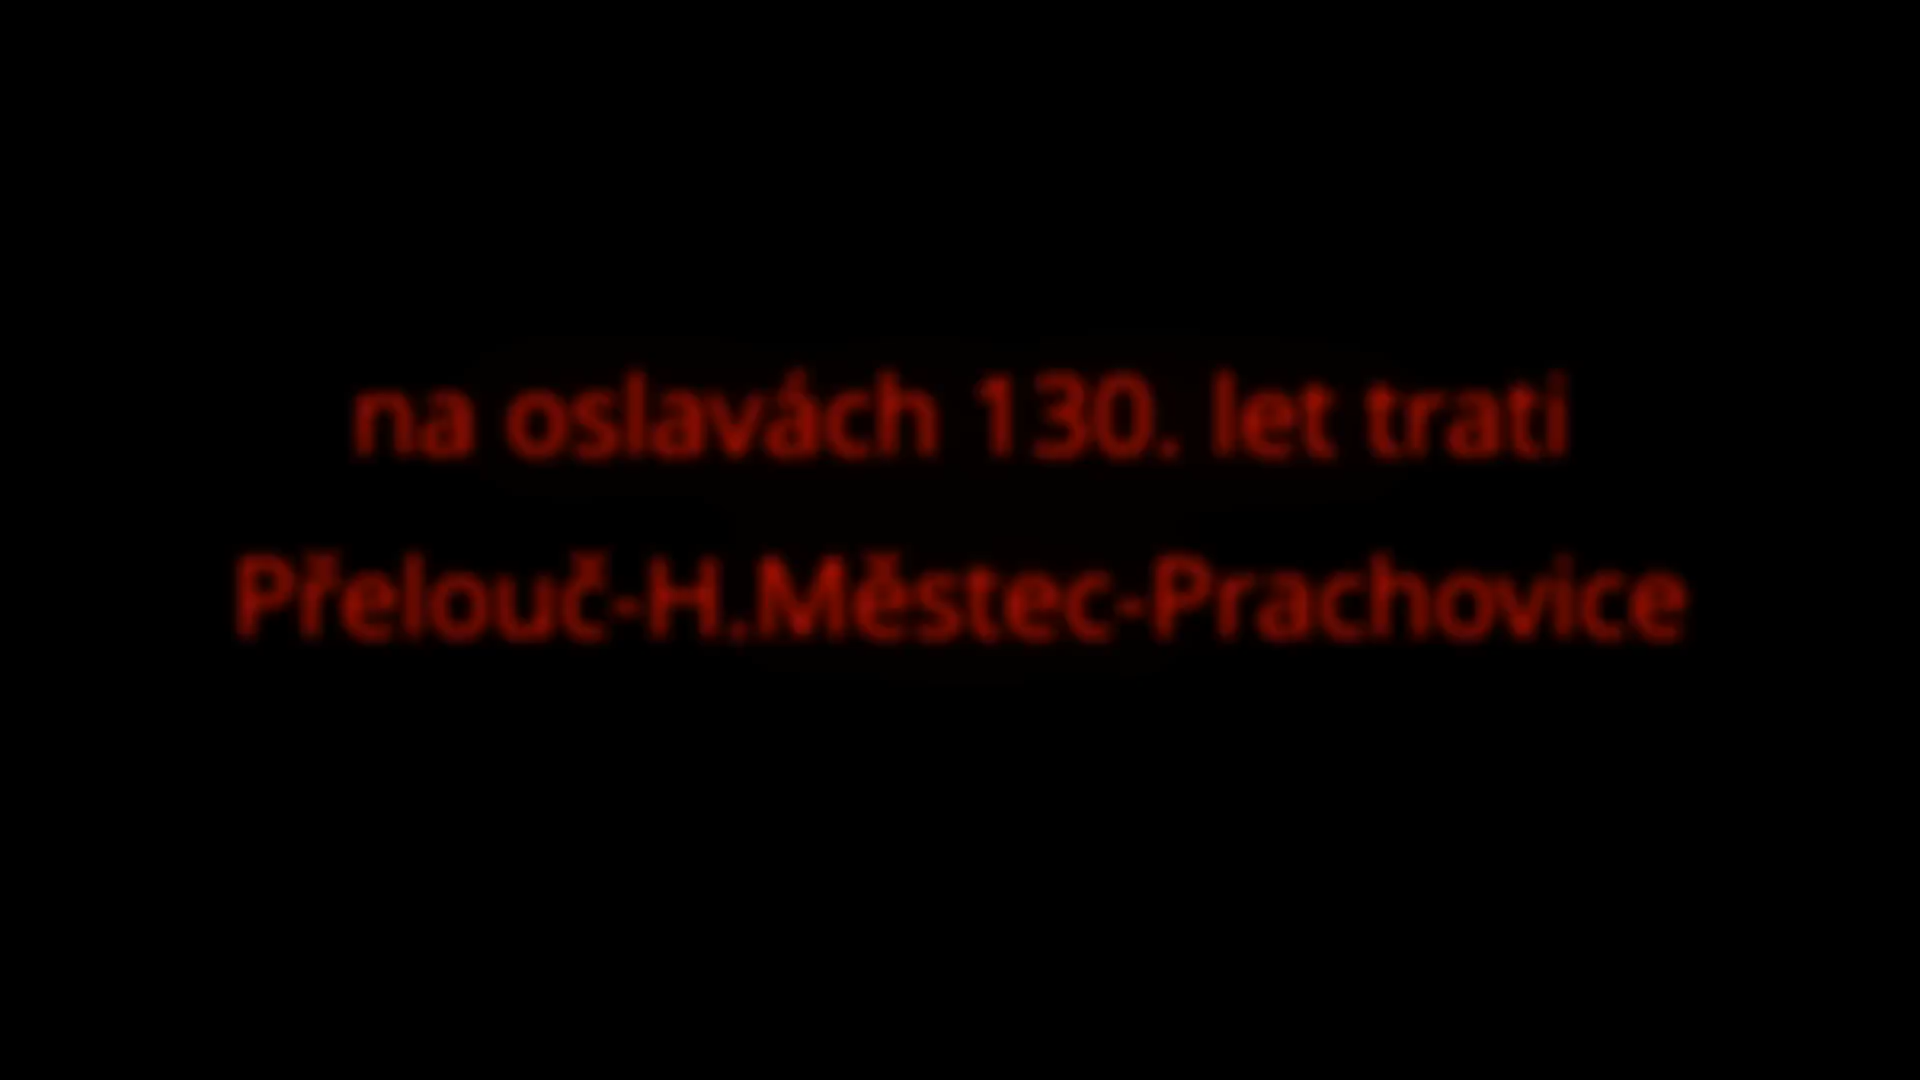 na oslavách 130. let trati
Přelouč-H.Městec-Prachovice